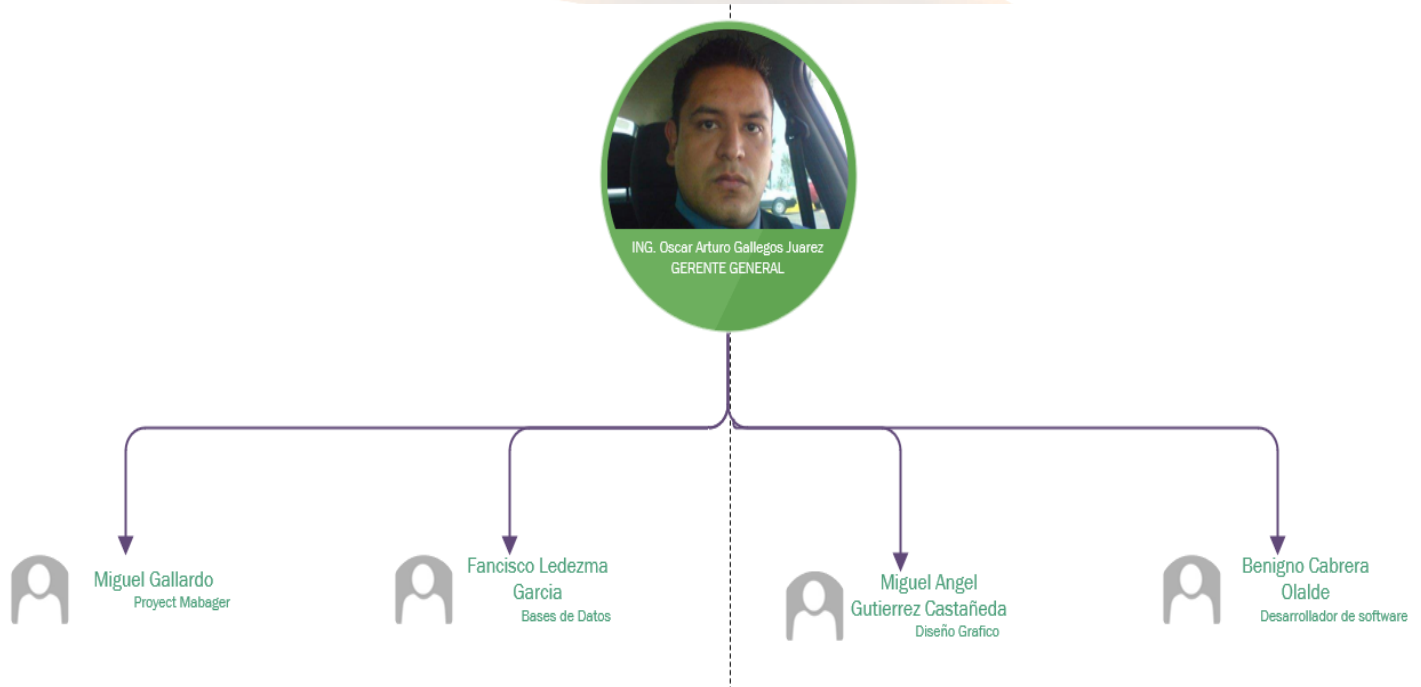 ING. Oscar Arturo Gallegos Juarez
GERENTE GENERAL
Miguel Gallardo
Proyect Mabager
Fancisco Ledezma
Garcia
Bases de Datos
Miguel Angel
Gutierrez Castañeda
Diseño Grafico
Benigno Cabrera
Olalde
Desarrollador de software